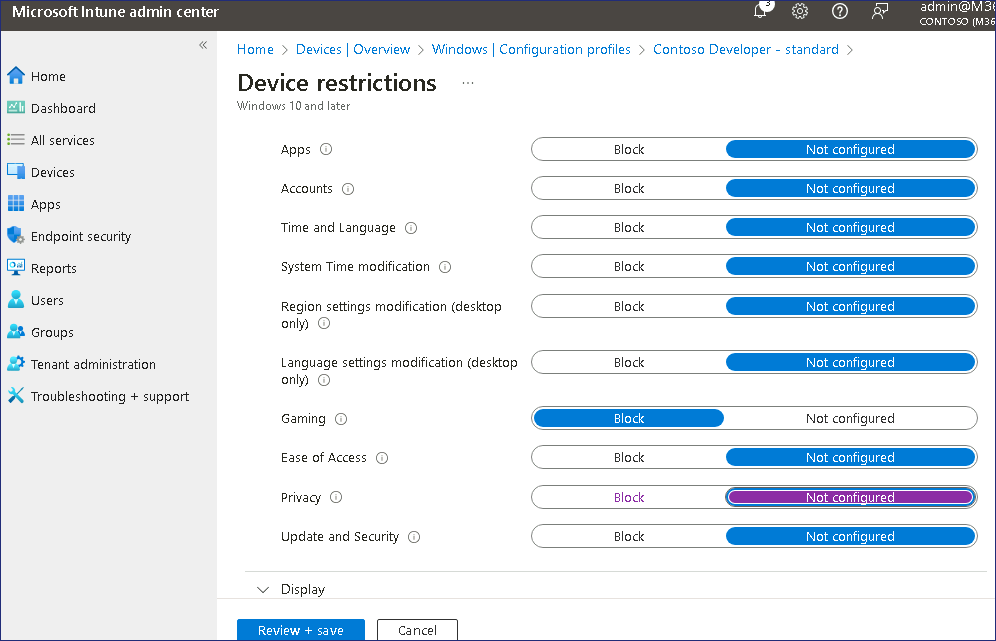 Microsoft Intune admin center
3
admin@M36
CONTOSO (M36
«
Home > Devices | Overview > Windows | Configuration profiles > Contoso Developer - standard >
Device restrictions ...
Windows 10 and later
Home
Dashboard
All services
Devices
Apps
Endpoint security
Reports
Users
Groups
Tenant administration
Troubleshooting + support
Apps Block Not configured
Accounts Block Not configured
Time and Language Block Not configured
System Time modification Block Not configured
Region settings modification (desktop
only) Block Not configured
Language settings modification (desktop
only) Block Not configured
Gaming Block Not configured
Ease of Access Block Not configured
Privacy Block Not configured
Update and Security Block Not configured
Display
Review + save Cancel